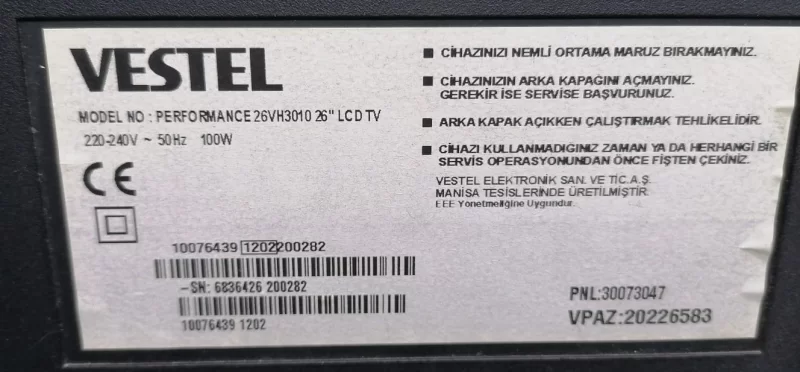 VESTEL
MODEL NO : PERFORMANCE 26VH3010 26" LCD TV
220-240V ~ 50Hz 100W
CE
10076439 1202200282
-SN: 6836426 200282
10076439 1202
■ CİHAZINIZI NEMLİ ORTAMA MARUZ BIRAKMAYINIZ.
■ CİHAZINIZIN ARKA KAPAĞINI AÇMAYINIZ.
GEREKİR İSE SERVİSE BAŞVURUNUZ.
■ ARKA KAPAK AÇIKKEN ÇALIŞTIRMAK TEHLİKELİDİR.
■ CİHAZI KULLANMADIĞINIZ ZAMAN YA DA HERHANGİ BİR
SERVİS OPERASYONUNDAN ÖNCE FİŞTEN ÇEKİNİZ.
VESTEL ELEKTRONİK SAN. VE TİC.A.Ş.
MANİSA TESİSLERİNDE ÜRETİLMİŞTİR.
EEE Yönetmeliğine Uygundur.
PNL:30073047
VPAZ:20226583